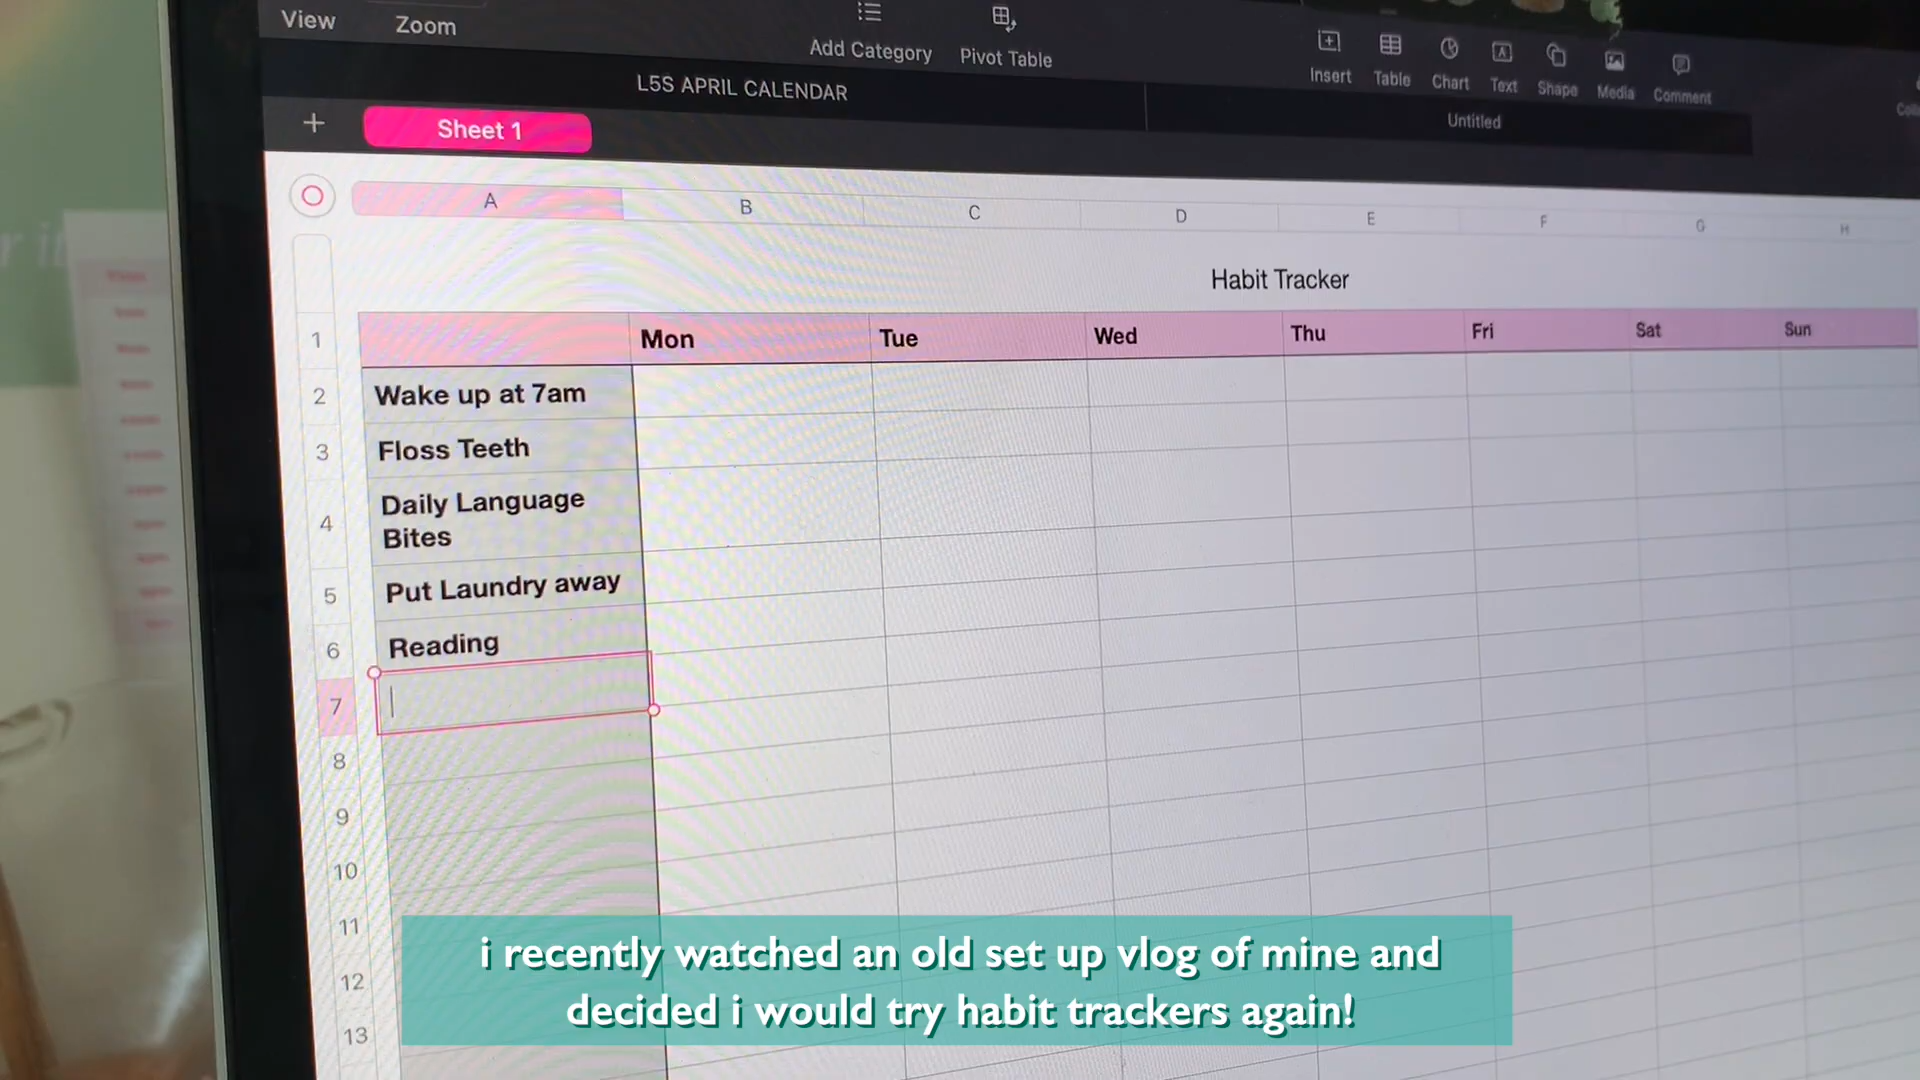 View
Zoom
Add Category
Pivot Table
Insert
Table
Chart
Text
Shape
Media
Comment
L5S APRIL CALENDAR
Untitled
+
Sheet 1
A
B
C
D
E
F
G
H
Habit Tracker
1
Mon
Tue
Wed
Thu
Fri
Sat
Sun
2
Wake up at 7am
3
Floss Teeth
4
Daily Language
Bites
5
Put Laundry away
6
Reading
7
8
9
10
11
12
13
i recently watched an old set up vlog of mine and
decided i would try habit trackers again!